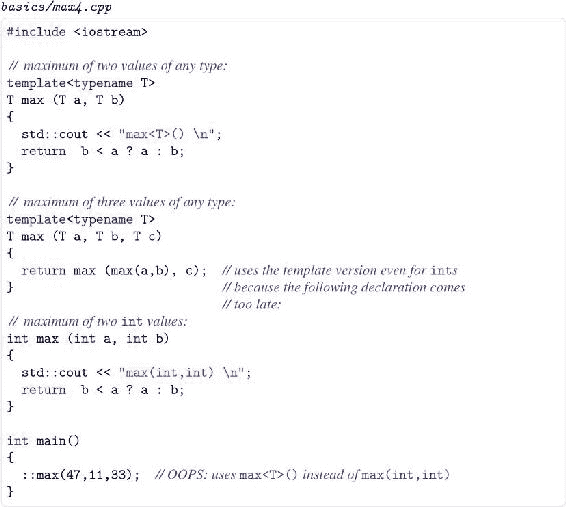 basics/max4.cpp
#include <iostream>
// maximum of two values of any type:
template<typename T>
T max (T a, T b)
{
std::cout << "max<T>() \n";
return b < a ? a : b;
}
// maximum of three values of any type:
template<typename T>
T max (T a, T b, T c)
{
return max (max(a,b), c); // uses the template version even for ints
} // because the following declaration comes
// too late:
// maximum of two int values:
int max (int a, int b)
{
std::cout << "max(int,int) \n";
return b < a ? a : b;
}
int main()
{
::max(47,11,33); // OOPS: uses max<T>() instead of max(int,int)
}